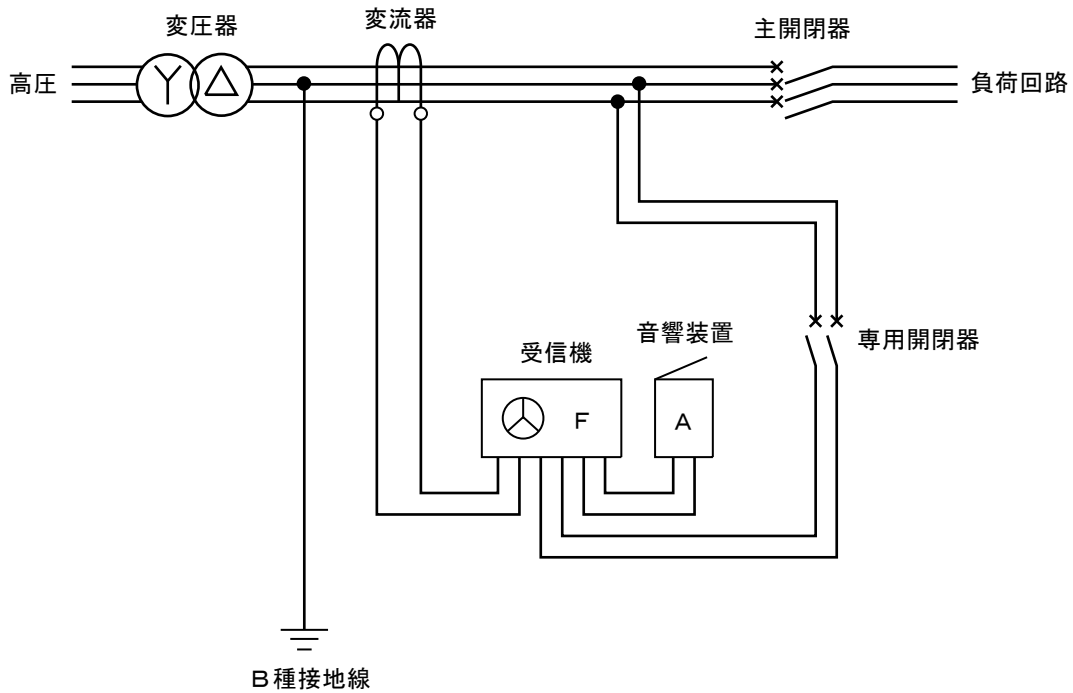 変圧器
変流器
主開閉器
高圧
負荷回路
音響装置
専用開閉器
受信機
F
A
B種接地線